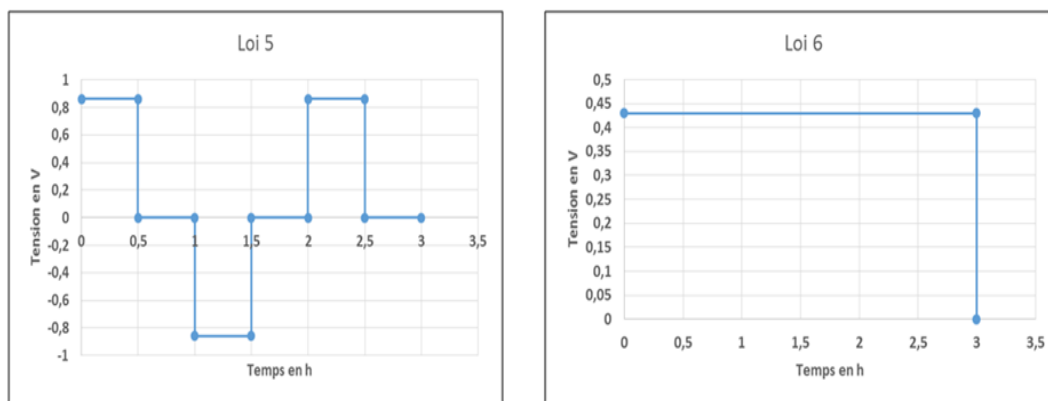 Loi 5
Tension en V
1
0,8
0,6
0,4
0,2
0
-0,2
-0,4
-0,6
-0,8
-1
0 0,5 1 1,5 2 2,5 3 3,5
Temps en h
Loi 6
Tension en V
0,5
0,45
0,4
0,35
0,3
0,25
0,2
0,15
0,1
0,05
0
0 0,5 1 1,5 2 2,5 3 3,5
Temps en h